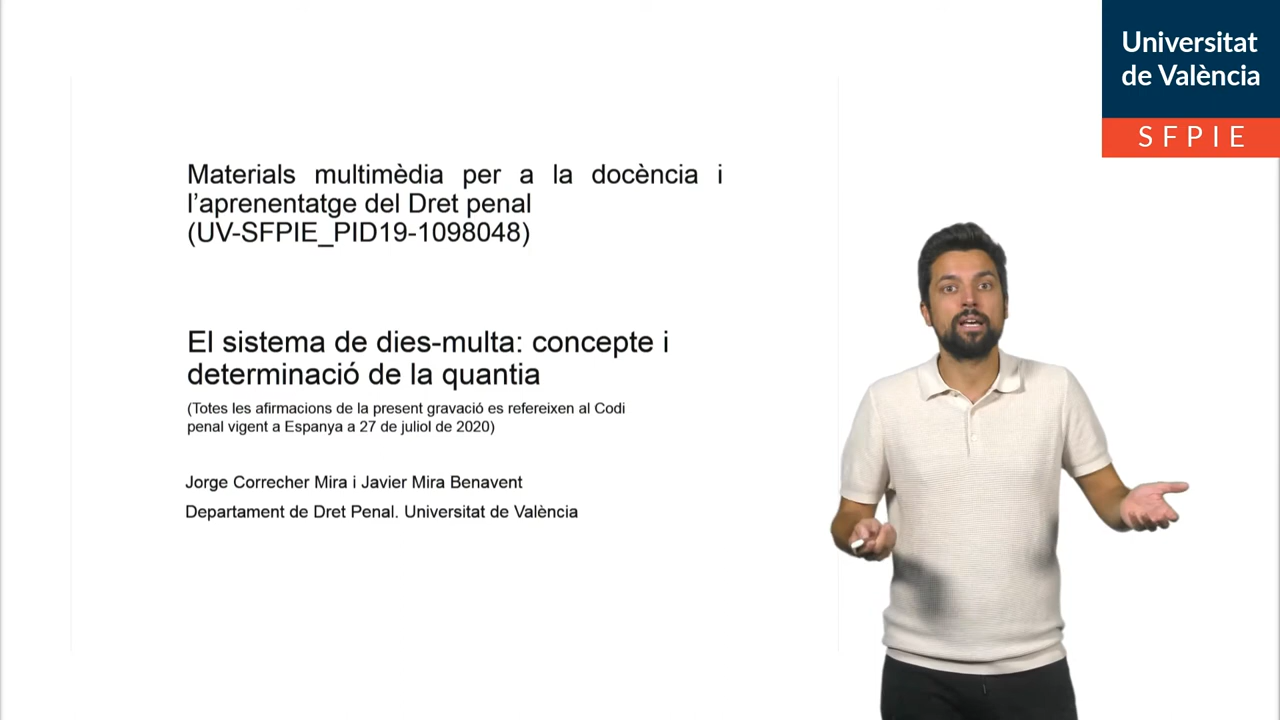 Universitat
de València
SFPIE
Materials multimèdia per a la docència i
l’aprenentatge del Dret penal
(UV-SFPIE_PID19-1098048)
El sistema de dies-multa: concepte i
determinació de la quantia
(Totes les afirmacions de la present gravació es refereixen al Codi
penal vigent a Espanya a 27 de juliol de 2020)
Jorge Correcher Mira i Javier Mira Benavent
Departament de Dret Penal. Universitat de València